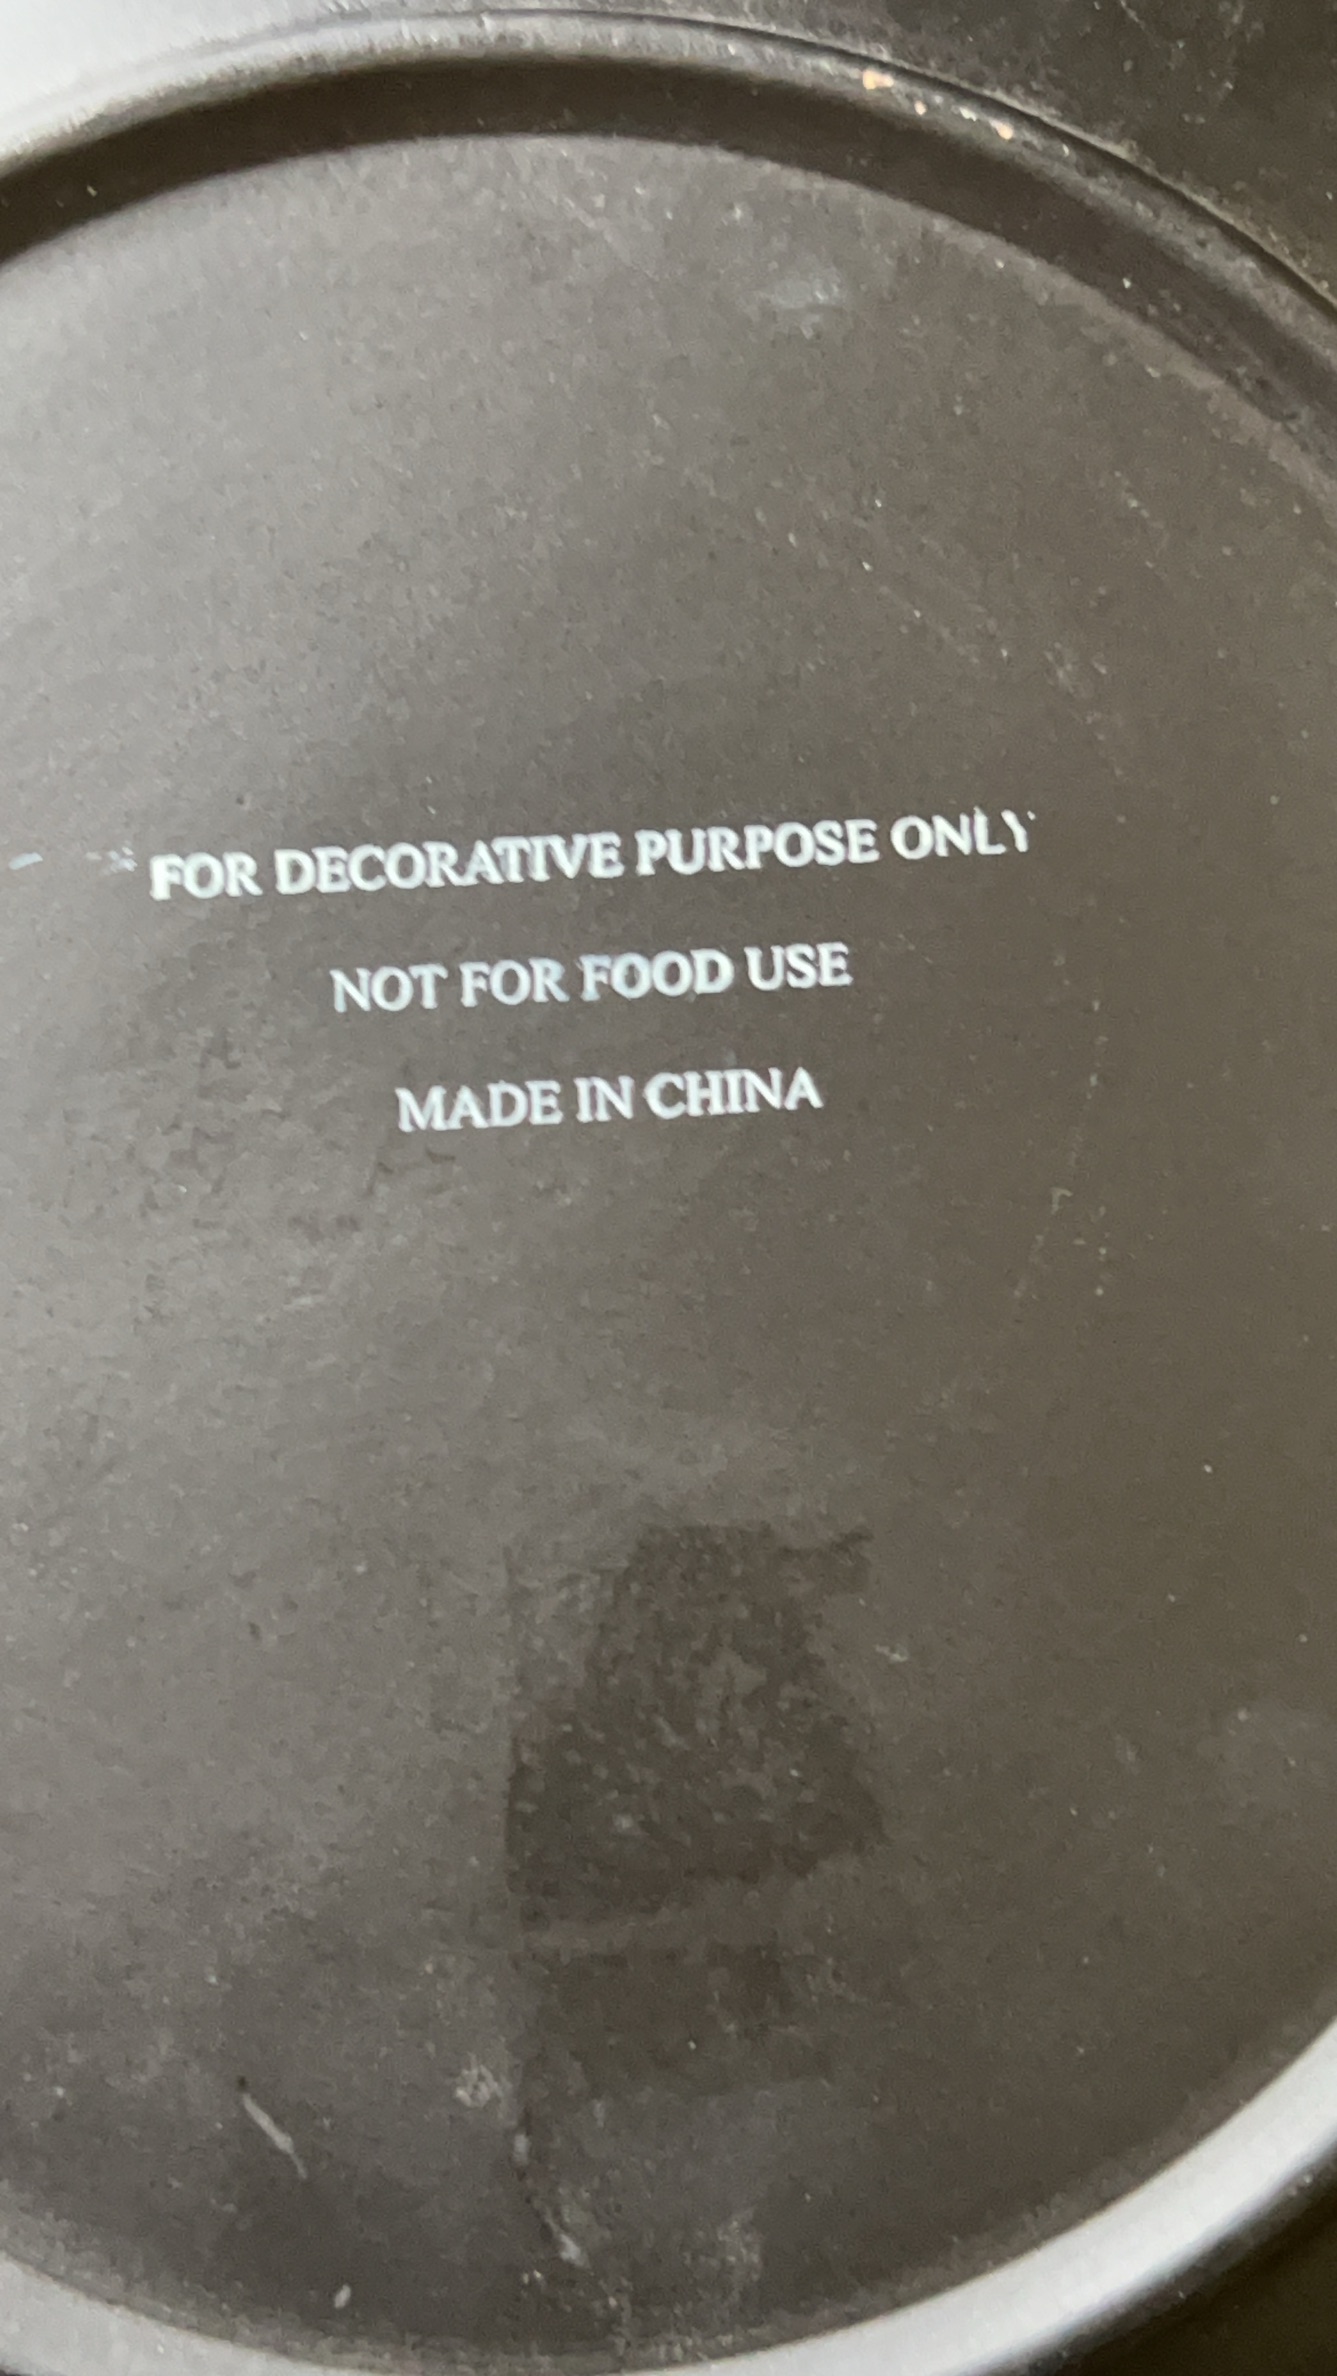 FOR DECORATIVE PURPOSE ONLY
NOT FOR FOOD USE
MADE IN CHINA